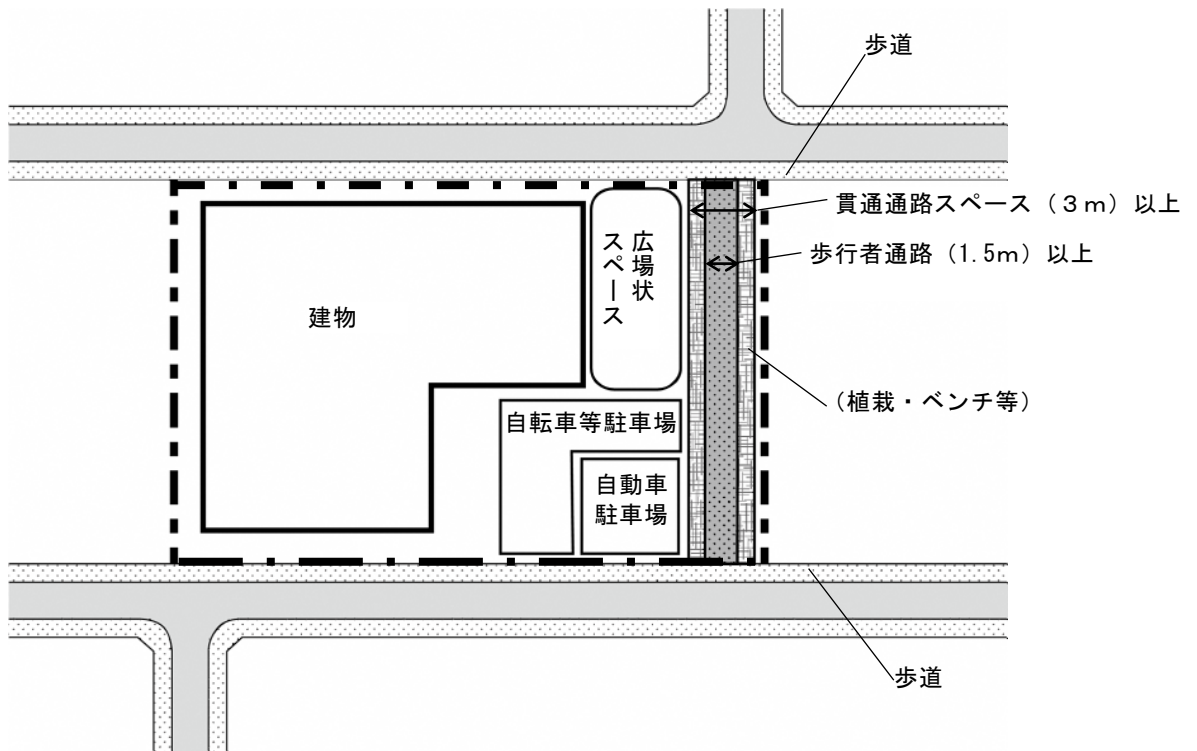 歩道
貫通通路スペース（３ｍ）以上
歩行者通路（1.5ｍ）以上
広場状
スペース
建物
（植栽・ベンチ等）
自転車等駐車場
自動車
駐車場
歩道